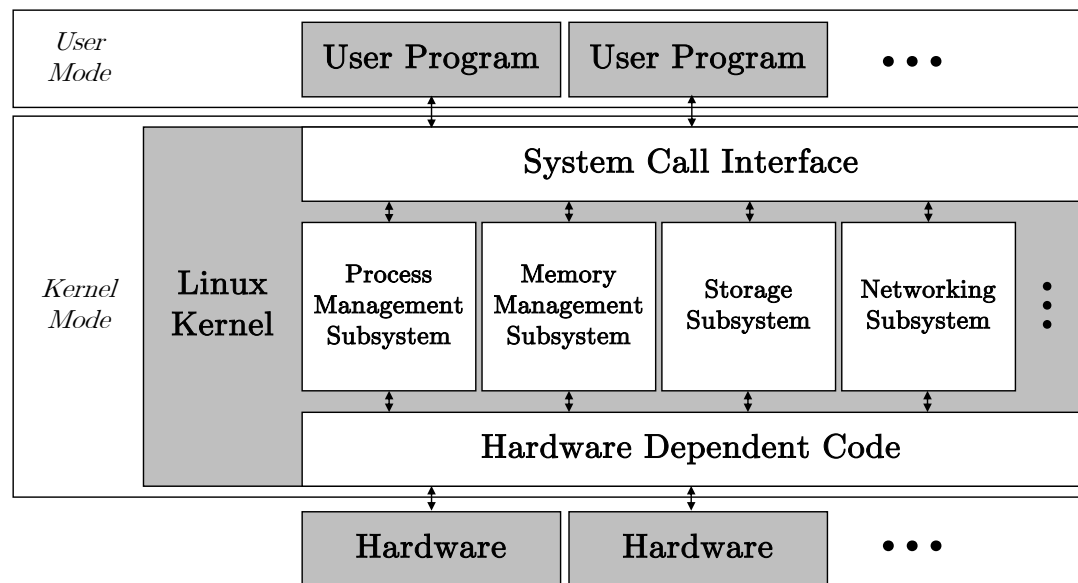 User
Mode
User Program
User Program
System Call Interface
Kernel
Mode
Linux
Kernel
Process
Management
Subsystem
Memory
Management
Subsystem
Storage
Subsystem
Networking
Subsystem
Hardware Dependent Code
Hardware
Hardware